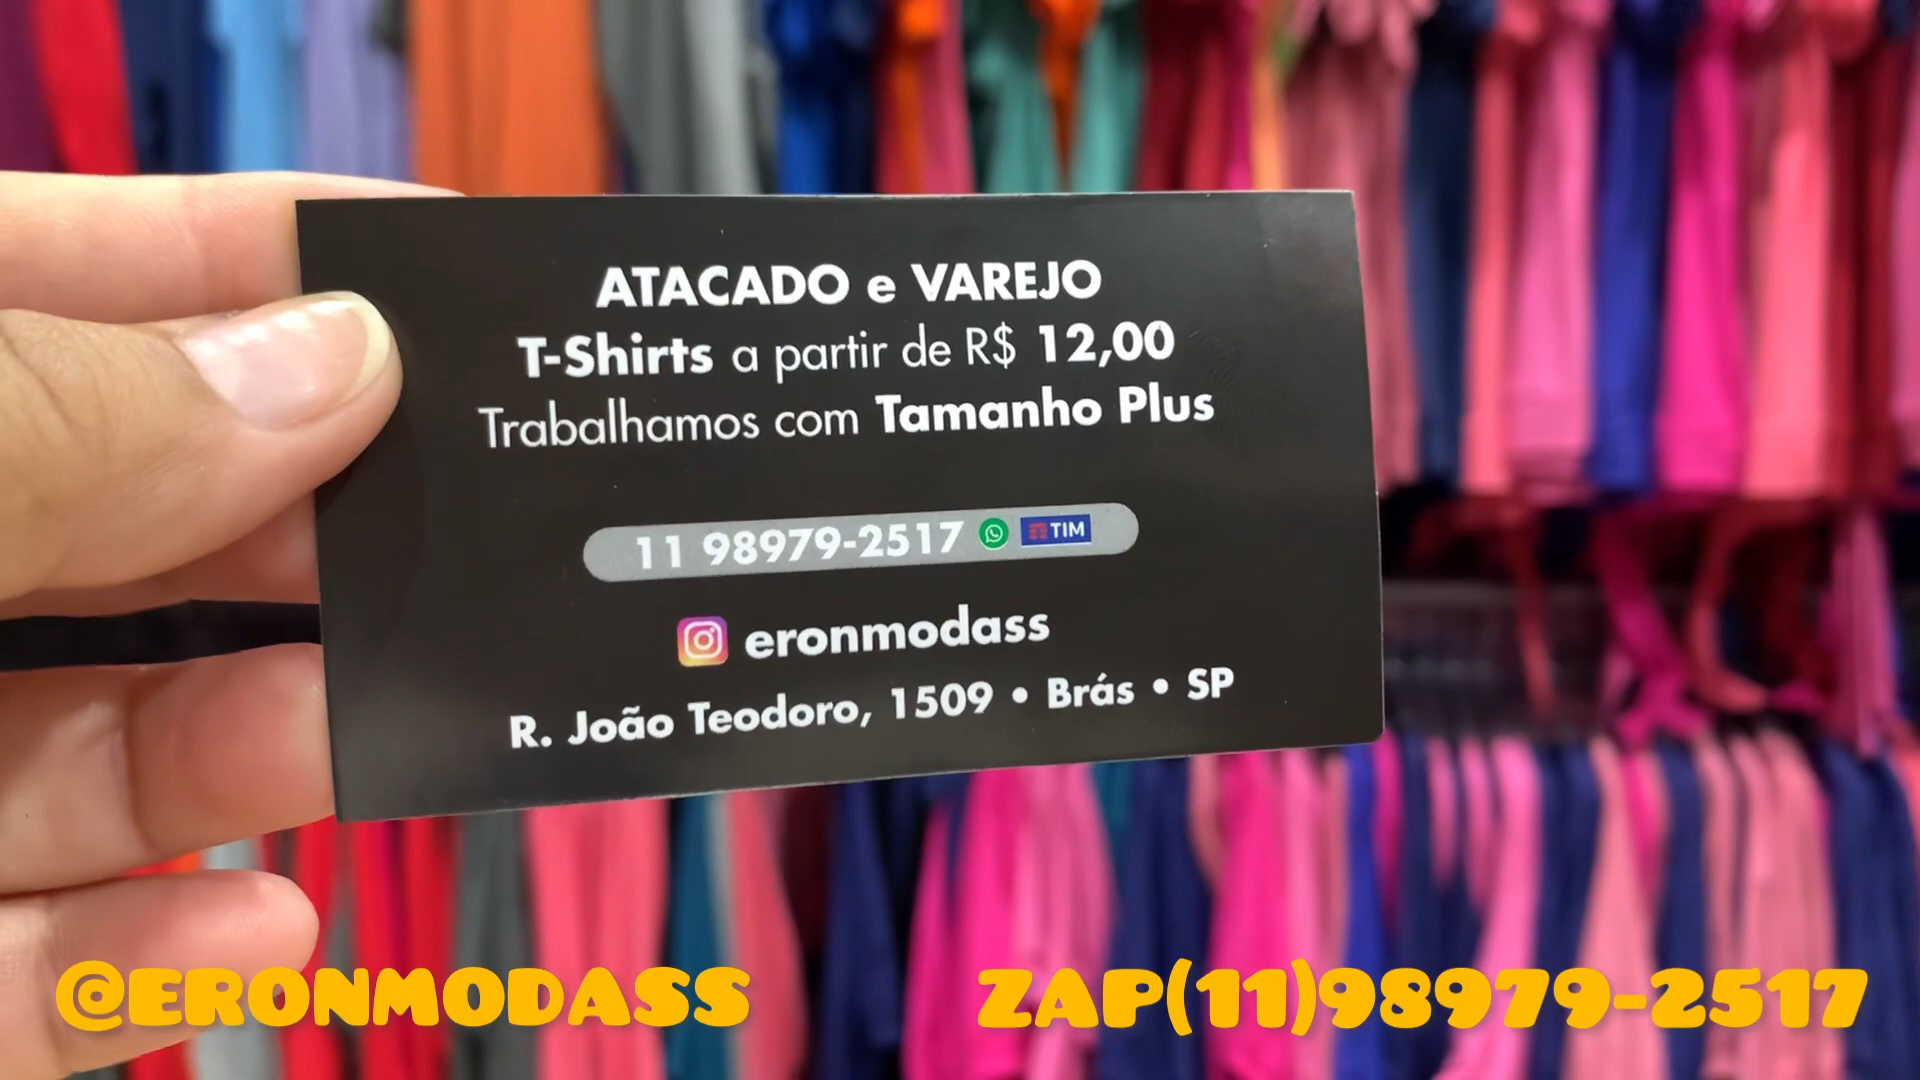 ATACADO e VAREJO
T-Shirts a partir de R$ 12,00
Trabalhamos com Tamanho Plus
11 98979-2517 TIM
eronmodass
R. João Teodoro, 1509 • Brás • SP
@ERONMODASS ZAP(11)98979-2517